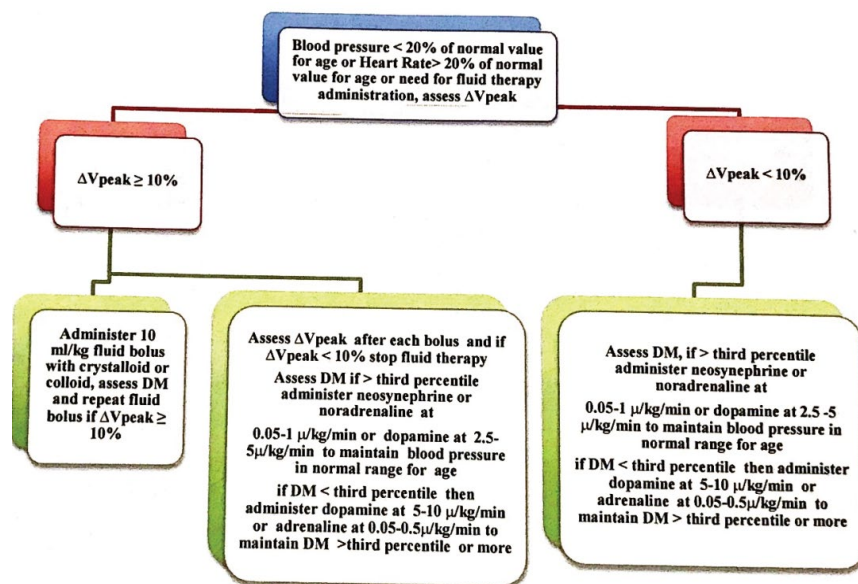 Blood pressure < 20% of normal value
for age or Heart Rate> 20% of normal
value for age or need for fluid therapy
administration, assess ΔVpeak
ΔVpeak ≥ 10%
ΔVpeak < 10%
Administer 10
ml/kg fluid bolus
with crystalloid or
colloid, assess DM
and repeat fluid
bolus if ΔVpeak ≥
10%
Assess ΔVpeak after each bolus and if
ΔVpeak < 10% stop fluid therapy
Assess DM if > third percentile
administer neosynephrine or
noradrenaline at
0.05-1 μ/kg/min or dopamine at 2.5-
5μ/kg/min to maintain blood pressure
in normal range for age
if DM < third percentile then
administer dopamine at 5-10 μ/kg/min
or adrenaline at 0.05-0.5μ/kg/min to
maintain DM >third percentile or more
Assess DM, if > third percentile
administer neosynephrine or
noradrenaline at
0.05-1 μ/kg/min or dopamine at 2.5 -5
μ/kg/min to maintain blood pressure in
normal range for age
if DM < third percentile then administer
dopamine at 5-10 μ/kg/min or
adrenaline at 0.05-0.5μ/kg/min to
maintain DM > third percentile or more